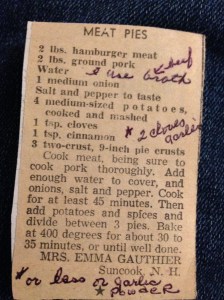 MEAT PIES
2 lbs. hamburger meat
2 lbs. ground pork
Water I use beef broth
1 medium onion
Salt and pepper to taste
4 medium-sized potatoes,
cooked and mashed
* 2 cloves garlic
1 tsp. cloves
1 tsp. cinnamon
3 two-crust, 9-inch pie crusts
Cook meat, being sure to
cook pork thoroughly. Add
enough water to cover, and
onions, salt and pepper. Cook
for at least 45 minutes. Then
add potatoes and spices and
divide between 3 pies. Bake
at 400 degrees for about 30 to
35 minutes, or until well done.
MRS. EMMA GAUTHIER
Suncook, N. H.
* or less or garlic
* powder